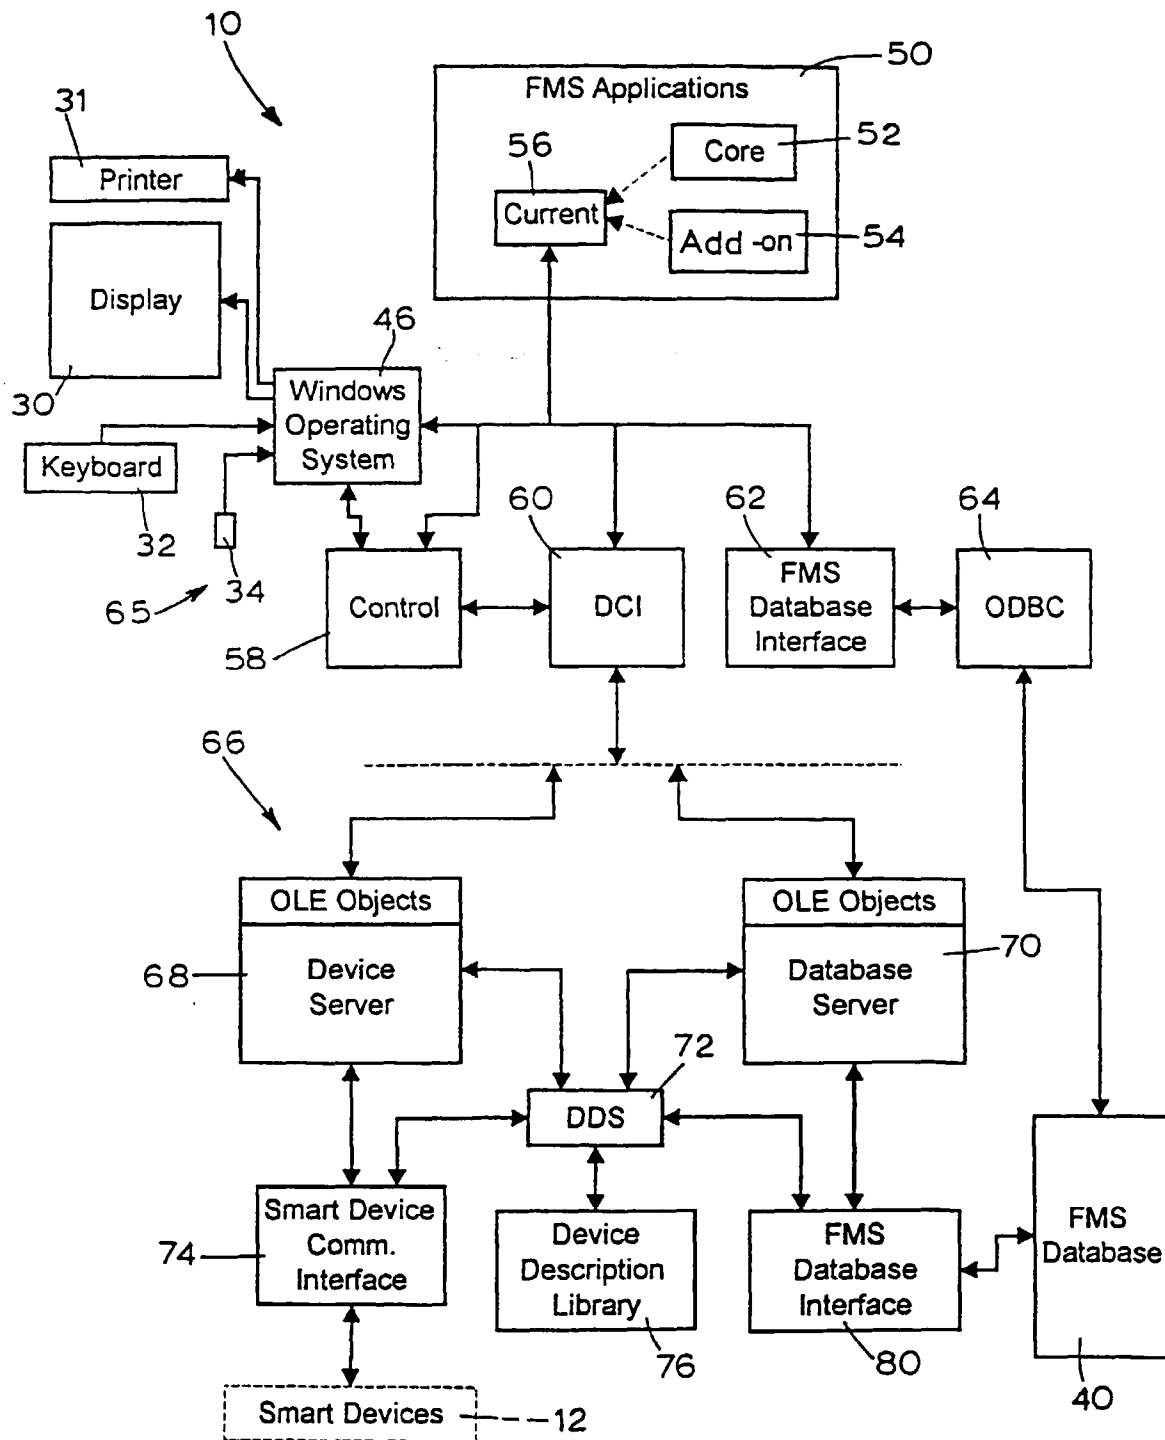 10
50
FMS Applications
31
Printer
56
Core
52
Current
Add -on
54
Display
46
30
Windows
Operating
System
Keyboard
32
34
65
60
62
64
Control
58
DCI
FMS
Database
Interface
ODBC
66
OLE Objects
OLE Objects
68
Device
Server
70
Database
Server
72
DDS
74
Smart Device
Comm.
Interface
Device
Description
Library
76
FMS
Database
Interface
80
FMS
Database
40
Smart Devices
12